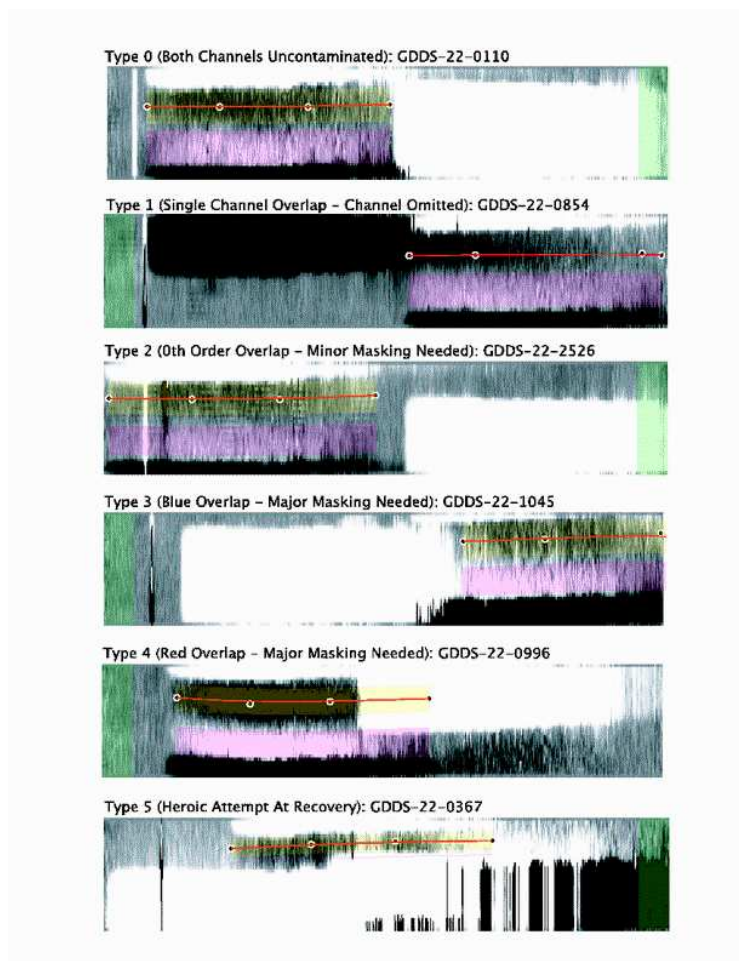 Type 0 (Both Channels Uncontaminated): GDDS-22-0110
Type 1 (Single Channel Overlap - Channel Omitted): GDDS-22-0854
Type 2 (0th Order Overlap - Minor Masking Needed): GDDS-22-2526
Type 3 (Blue Overlap - Major Masking Needed): GDDS-22-1045
Type 4 (Red Overlap - Major Masking Needed): GDDS-22-0996
Type 5 (Heroic Attempt At Recovery): GDDS-22-0367